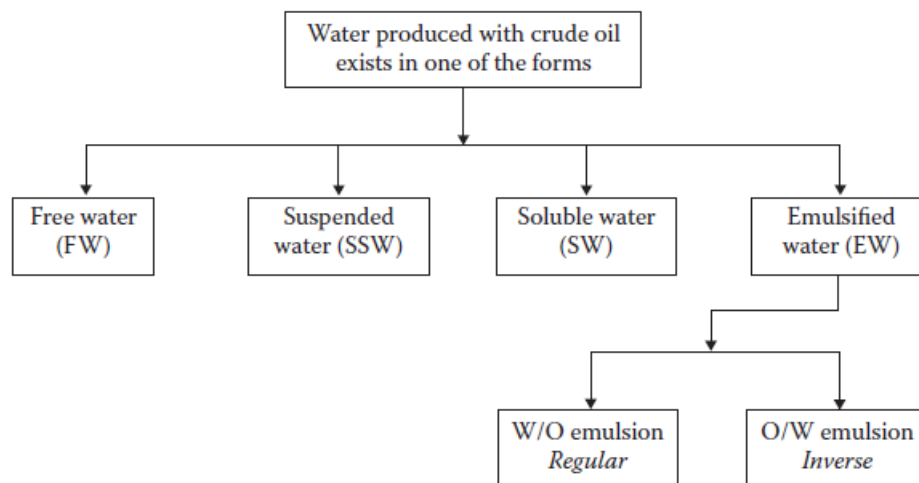 Water produced with crude oil
exists in one of the forms
Free water
(FW)
Suspended
water (SSW)
Soluble water
(SW)
Emulsified
water (EW)
W/O emulsion
Regular
O/W emulsion
Inverse